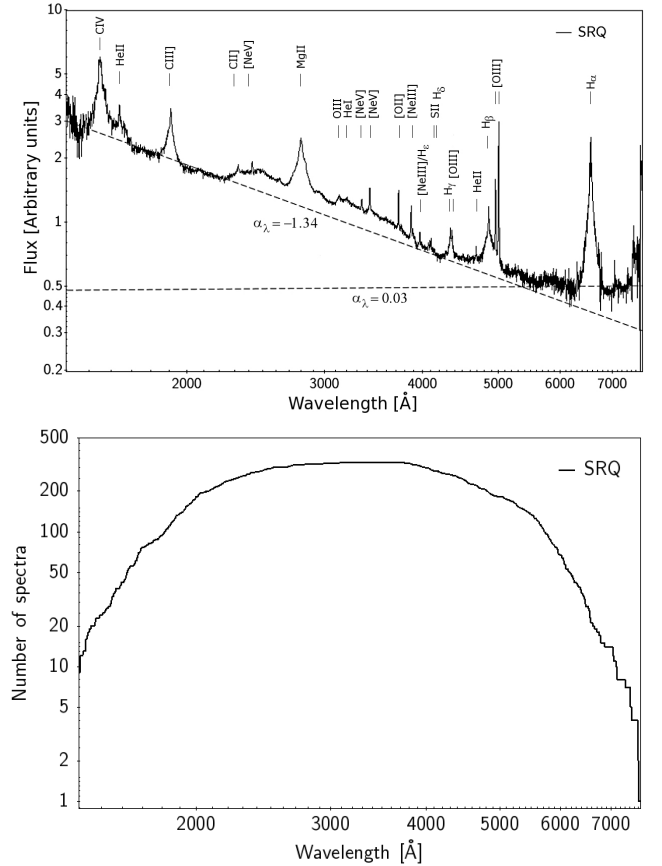 10
5
4
3
2
1
0.5
0.4
0.3
0.2
Flux [Arbitrary units]
CIV
HeII
CIII]
CII]
[NeV]
MgII
OIII
HeI
[NeV]
[NeV]
[OII]
[NeIII]
[NeIII]/Hε
SII
Hδ
Hγ
[OIII]
HeII
Hβ
[OIII]
Hα
SRQ
αλ=−1.34
αλ=0.03
2000 3000 4000 5000 6000 7000
Wavelength [Å]
500
200
100
50
20
10
5
2
1
Number of spectra
SRQ
2000 3000 4000 5000 6000 7000
Wavelength [Å]